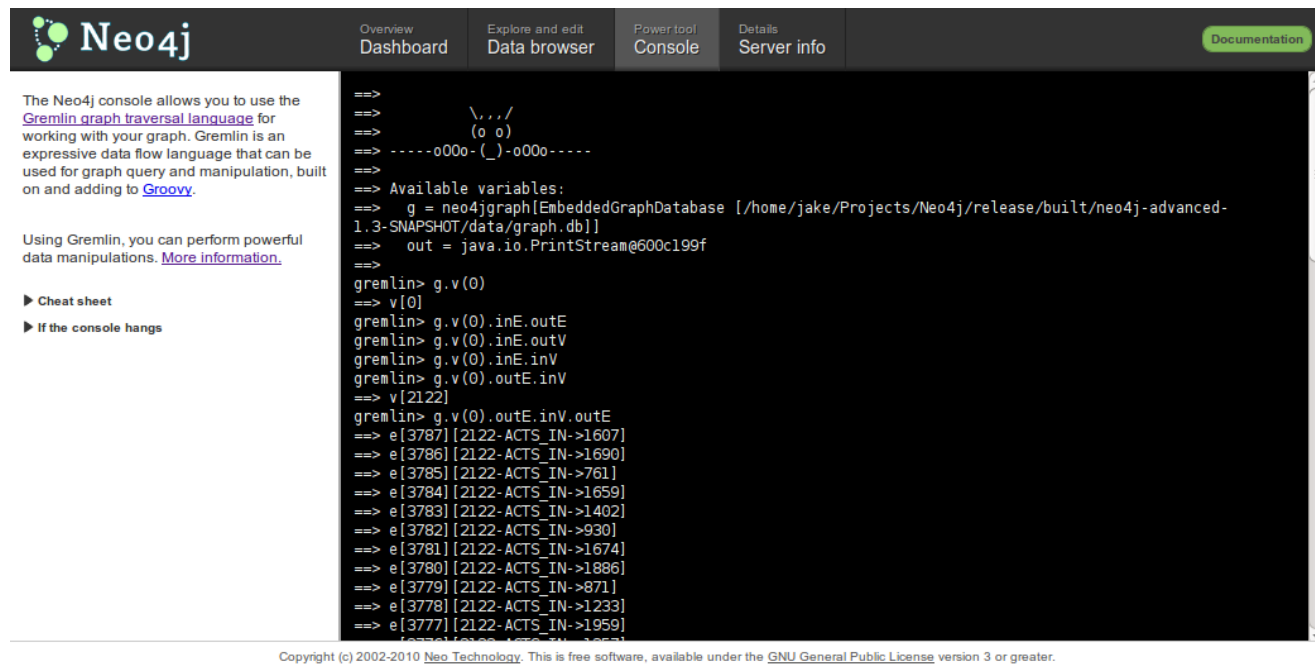 Neo4j
Overview
Dashboard
Explore and edit
Data browser
Power tool
Console
Details
Server info
Documentation
The Neo4j console allows you to use the
Gremlin graph traversal language for
working with your graph. Gremlin is an
expressive data flow language that can be
used for graph query and manipulation, built
on and adding to Groovy.
Using Gremlin, you can perform powerful
data manipulations. More information.
▶ Cheat sheet
▶ If the console hangs
==>
==>         \,,,/
==>         (o o)
==> -----oOOo-(_)-oOOo-----
==>
==> Available variables:
==>   g = neo4jgraph[EmbeddedGraphDatabase [/home/jake/Projects/Neo4j/release/built/neo4j-advanced-
1.3-SNAPSHOT/data/graph.db]]
==>   out = java.io.PrintStream@600c199f
==>
gremlin> g.v(0)
==> v[0]
gremlin> g.v(0).inE.outE
gremlin> g.v(0).inE.outV
gremlin> g.v(0).inE.inV
gremlin> g.v(0).outE.inV
==> v[2122]
gremlin> g.v(0).outE.inV.outE
==> e[3787][2122-ACTS_IN->1607]
==> e[3786][2122-ACTS_IN->1690]
==> e[3785][2122-ACTS_IN->761]
==> e[3784][2122-ACTS_IN->1659]
==> e[3783][2122-ACTS_IN->1402]
==> e[3782][2122-ACTS_IN->930]
==> e[3781][2122-ACTS_IN->1674]
==> e[3780][2122-ACTS_IN->1886]
==> e[3779][2122-ACTS_IN->871]
==> e[3778][2122-ACTS_IN->1233]
==> e[3777][2122-ACTS_IN->1959]
Copyright (c) 2002-2010 Neo Technology. This is free software, available under the GNU General Public License version 3 or greater.